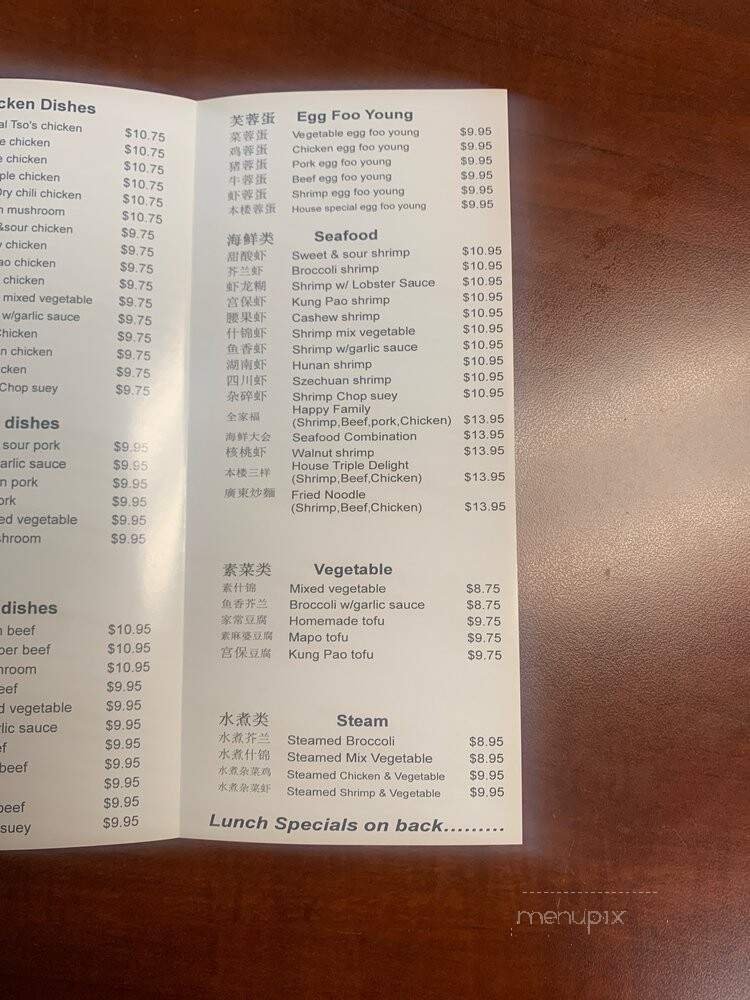 cken Dishes
al Tso's chicken $10.75
e chicken $10.75
e chicken $10.75
ple chicken $10.75
Dry chili chicken $10.75
n mushroom $10.75
&sour chicken $9.75
y chicken $9.75
ao chicken $9.75
chicken $9.75
mixed vegetable $9.75
w/garlic sauce $9.75
Chicken $9.75
n chicken $9.75
cken $9.75
Chop suey $9.75
dishes
sour pork $9.95
arlic sauce $9.95
n pork $9.95
ork $9.95
ed vegetable $9.95
shroom $9.95
dishes
n beef $10.95
per beef $10.95
hroom $10.95
eef $9.95
d vegetable $9.95
rlic sauce $9.95
ef $9.95
beef $9.95
$9.95
beef $9.95
suey $9.95
芙蓉蛋 Egg Foo Young
菜蓉蛋 Vegetable egg foo young $9.95
鸡蓉蛋 Chicken egg foo young $9.95
猪蓉蛋 Pork egg foo young $9.95
牛蓉蛋 Beef egg foo young $9.95
虾蓉蛋 Shrimp egg foo young $9.95
本楼蓉蛋 House special egg foo young $9.95
海鲜类 Seafood
甜酸虾 Sweet & sour shrimp $10.95
芥兰虾 Broccoli shrimp $10.95
虾龙糊 Shrimp w/ Lobster Sauce $10.95
宫保虾 Kung Pao shrimp $10.95
腰果虾 Cashew shrimp $10.95
什锦虾 Shrimp mix vegetable $10.95
鱼香虾 Shrimp w/garlic sauce $10.95
湖南虾 Hunan shrimp $10.95
四川虾 Szechuan shrimp $10.95
杂碎虾 Shrimp Chop suey $10.95
全家福 Happy Family
(Shrimp,Beef,pork,Chicken) $13.95
海鲜大会 Seafood Combination $13.95
核桃虾 Walnut shrimp $13.95
本楼三样 House Triple Delight
(Shrimp,Beef,Chicken) $13.95
廣東炒麵 Fried Noodle
(Shrimp,Beef,Chicken) $13.95
素菜类 Vegetable
素什锦 Mixed vegetable $8.75
鱼香芥兰 Broccoli w/garlic sauce $8.75
家常豆腐 Homemade tofu $9.75
素麻婆豆腐 Mapo tofu $9.75
宫保豆腐 Kung Pao tofu $9.75
水煮类 Steam
水煮芥兰 Steamed Broccoli $8.95
水煮什锦 Steamed Mix Vegetable $8.95
水煮杂菜鸡 Steamed Chicken & Vegetable $9.95
水煮杂菜虾 Steamed Shrimp & Vegetable $9.95
Lunch Specials on back.........
menupix